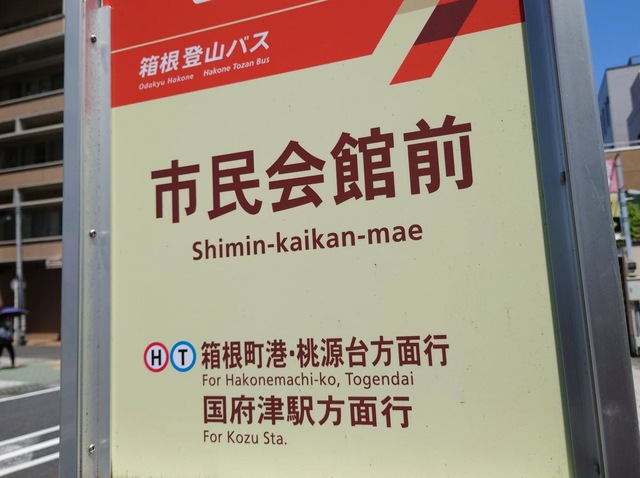 箱根登山バス
Odakyu Hakone Hakone Tozan Bus
市民会館前
Shimin-kaikan-mae
H T 箱根町港・桃源台方面行
For Hakonemachi-ko, Togendai
国府津駅方面行
For Kozu Sta.